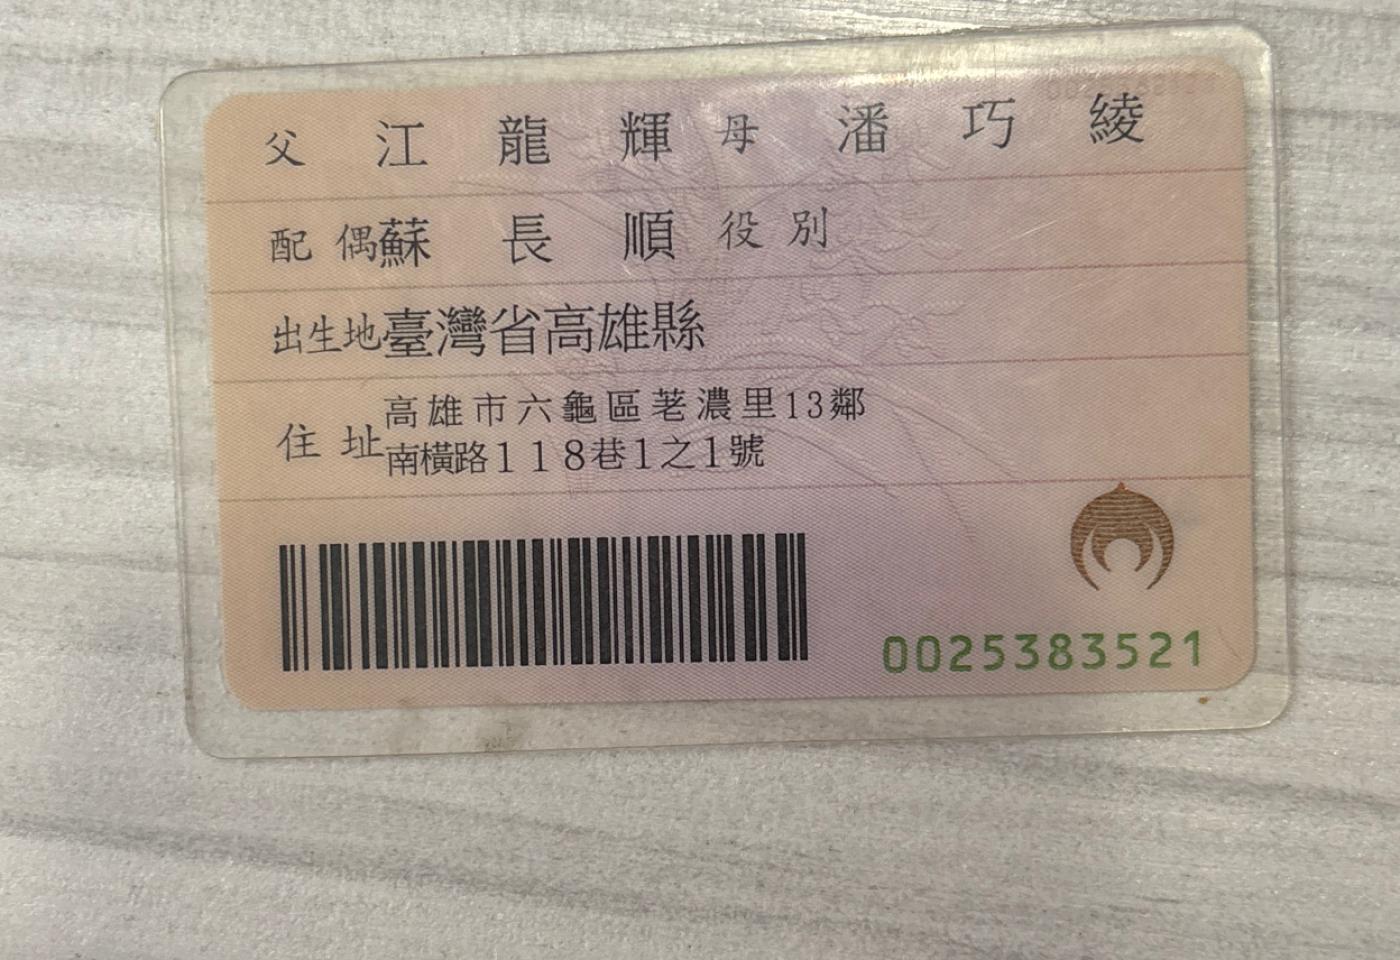 父 江龍輝 母 潘巧綾
配偶 蘇長順 役別
出生地 臺灣省高雄縣
住址 高雄市六龜區荖濃里13鄰
南橫路118巷1之1號
0025383521